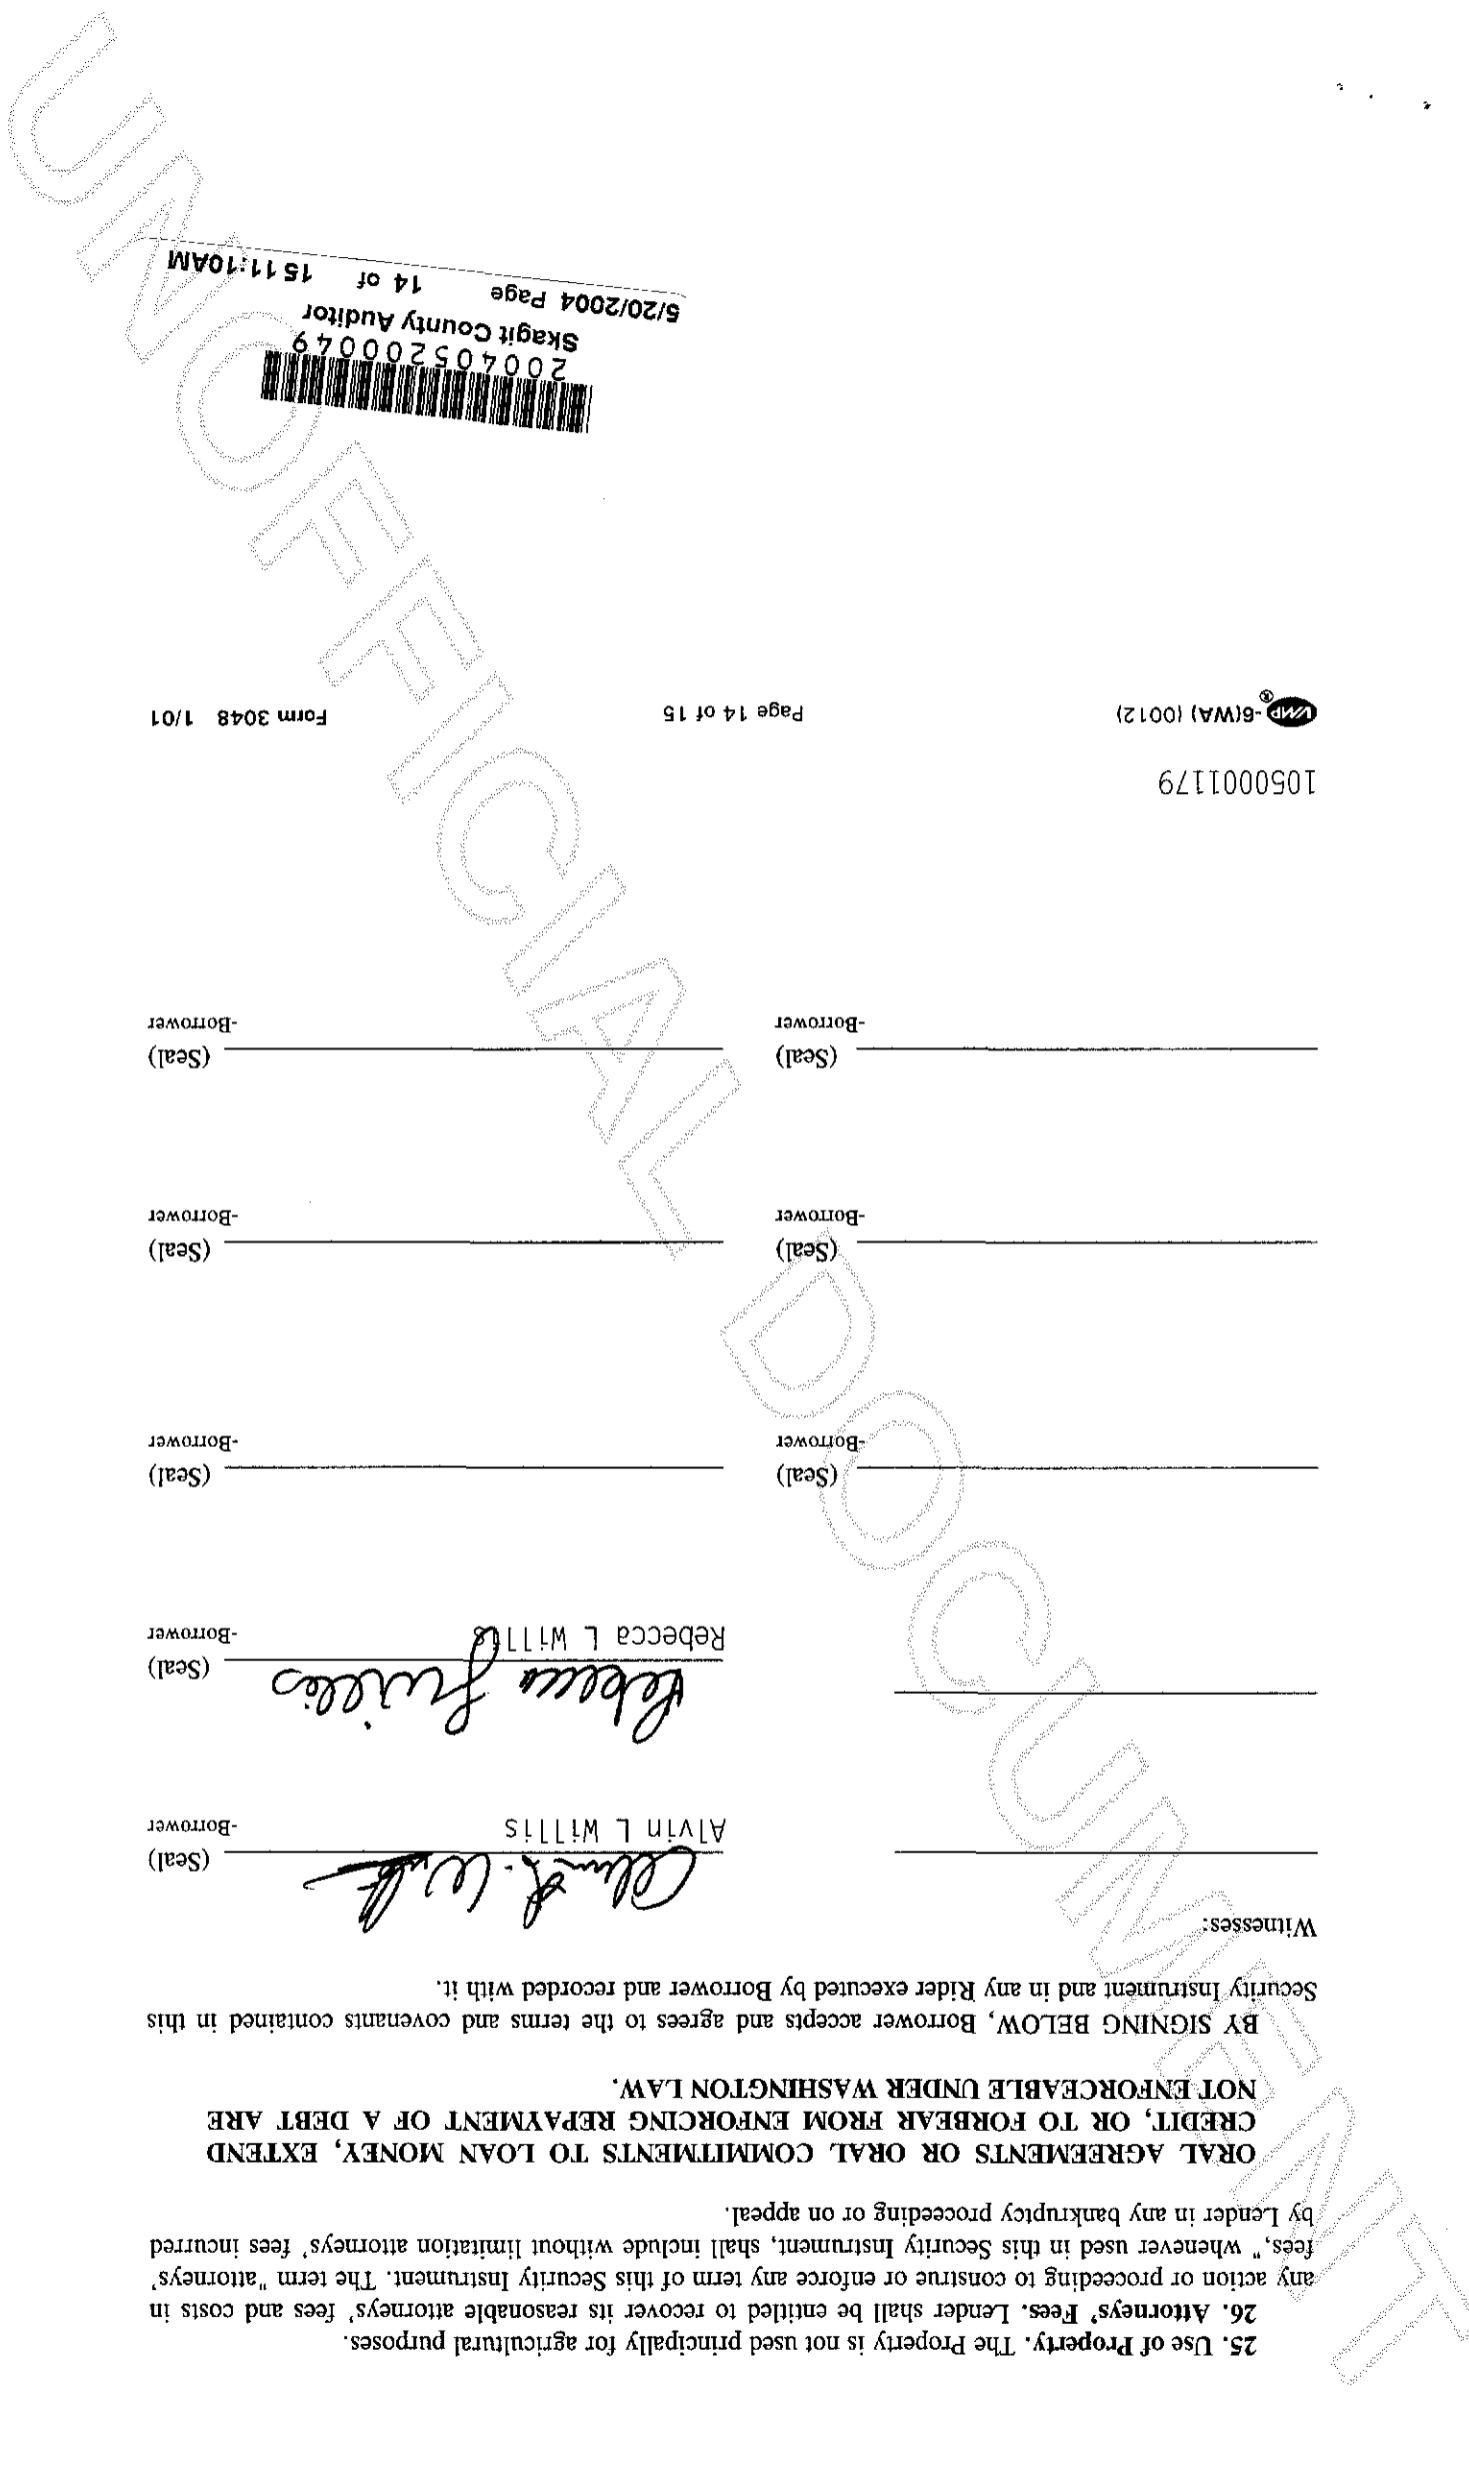 25. Use of Property. The Property is not used principally for agricultural purposes.
26. Attorneys' Fees. Lender shall be entitled to recover its reasonable attorneys' fees and costs in
any action or proceeding to construe or enforce any term of this Security Instrument. The term "attorneys'
fees," whenever used in this Security Instrument, shall include without limitation attorneys' fees incurred
by Lender in any bankruptcy proceeding or on appeal.
ORAL AGREEMENTS OR ORAL COMMITMENTS TO LOAN MONEY, EXTEND
CREDIT, OR TO FORBEAR FROM ENFORCING REPAYMENT OF A DEBT ARE
NOT ENFORCEABLE UNDER WASHINGTON LAW.
BY SIGNING BELOW, Borrower accepts and agrees to the terms and covenants contained in this
Security Instrument and in any Rider executed by Borrower and recorded with it.
Witnesses:
Alvin L. Willis (Seal)
Alvin L Willis -Borrower
Rebecca L Willis (Seal)
Rebecca L Willis -Borrower
(Seal) (Seal)
-Borrower -Borrower
(Seal) (Seal)
-Borrower -Borrower
(Seal) (Seal)
-Borrower -Borrower
1050001179
VMP®-6(WA) (0012) Page 14 of 15 Form 3048 1/01
200405200049
Skagit County Auditor
5/20/2004 Page 14 of 15 11:10AM
UNOFFICIAL DOCUMENT